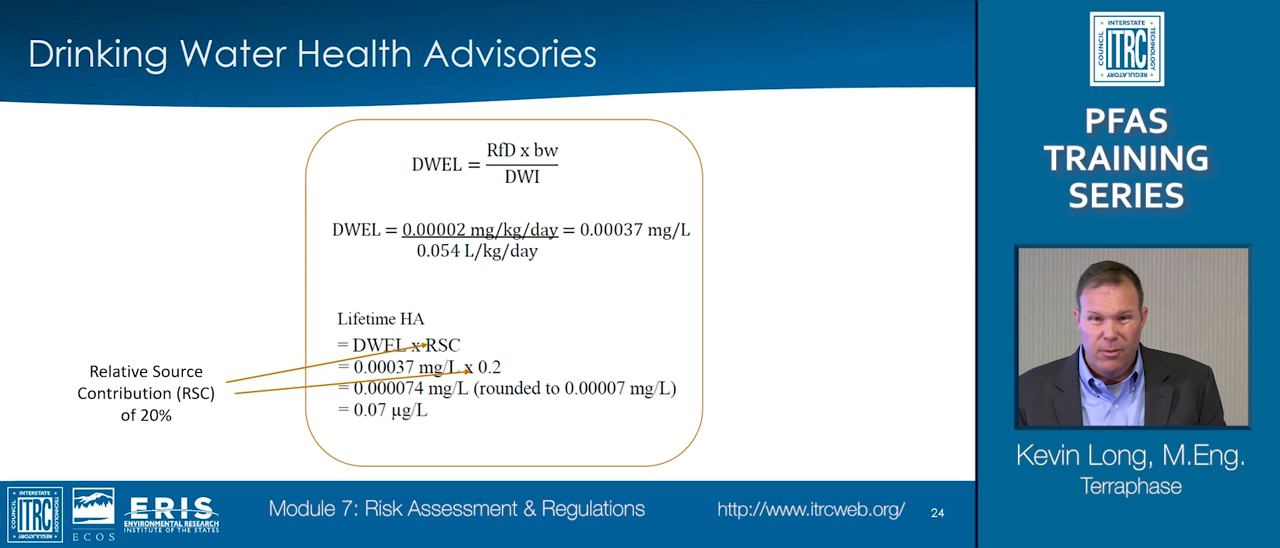 Drinking Water Health Advisories
DWEL = RfD x bw
DWI
DWEL = 0.00002 mg/kg/day = 0.00037 mg/L
0.054 L/kg/day
Lifetime HA
= DWEL x RSC
= 0.00037 mg/L x 0.2
= 0.000074 mg/L (rounded to 0.00007 mg/L)
= 0.07 µg/L
Relative Source
Contribution (RSC)
of 20%
INTERSTATE
COUNCIL
ITRC
TECHNOLOGY
REGULATORY
PFAS
TRAINING
SERIES
Kevin Long, M.Eng.
Terraphase
INTERSTATE
COUNCIL
ITRC
TECHNOLOGY
REGULATORY
ECOS
ERIS
ENVIRONMENTAL RESEARCH
INSTITUTE OF THE STATES
Module 7: Risk Assessment & Regulations
http://www.itrcweb.org/
24